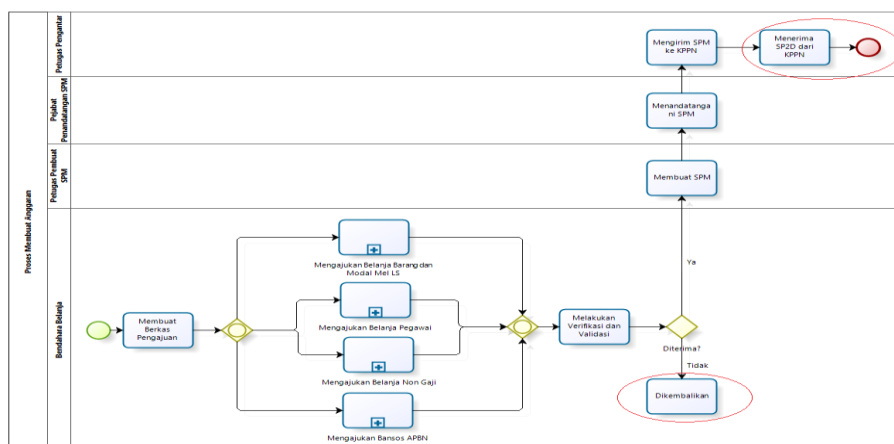 Proses Membuat Anggaran
Petugas Pengantar
Mengirim SPM
ke KPPN
Menerima
SP2D dari
KPPN
Pejabat
Penandatangan SPM
Menandatanga
ni SPM
Petugas Pembuat
SPM
Membuat SPM
Bendahara Belanja
Membuat
Berkas
Pengajuan
Mengajukan Belanja Barang dan
Modal Mel LS
Mengajukan Belanja Pegawai
Mengajukan Belanja Non Gaji
Mengajukan Bansos APBN
Melakukan
Verifikasi dan
Validasi
Ya
Diterima?
Tidak
Dikembalikan